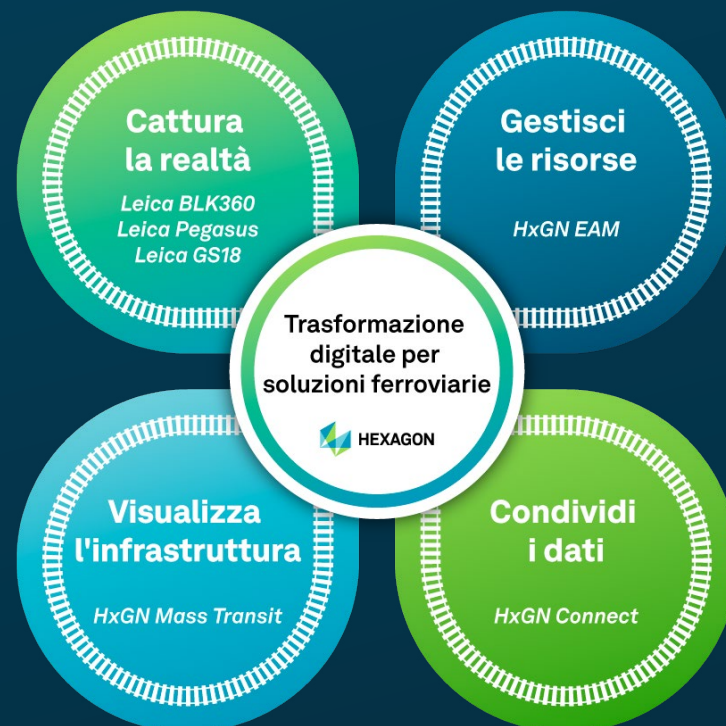 Cattura
la realtà
Leica BLK360
Leica Pegasus
Leica GS18
Gestisci
le risorse
HxGN EAM
Trasformazione
digitale per
soluzioni ferroviarie
HEXAGON
Visualizza
l'infrastruttura
HxGN Mass Transit
Condividi
i dati
HxGN Connect